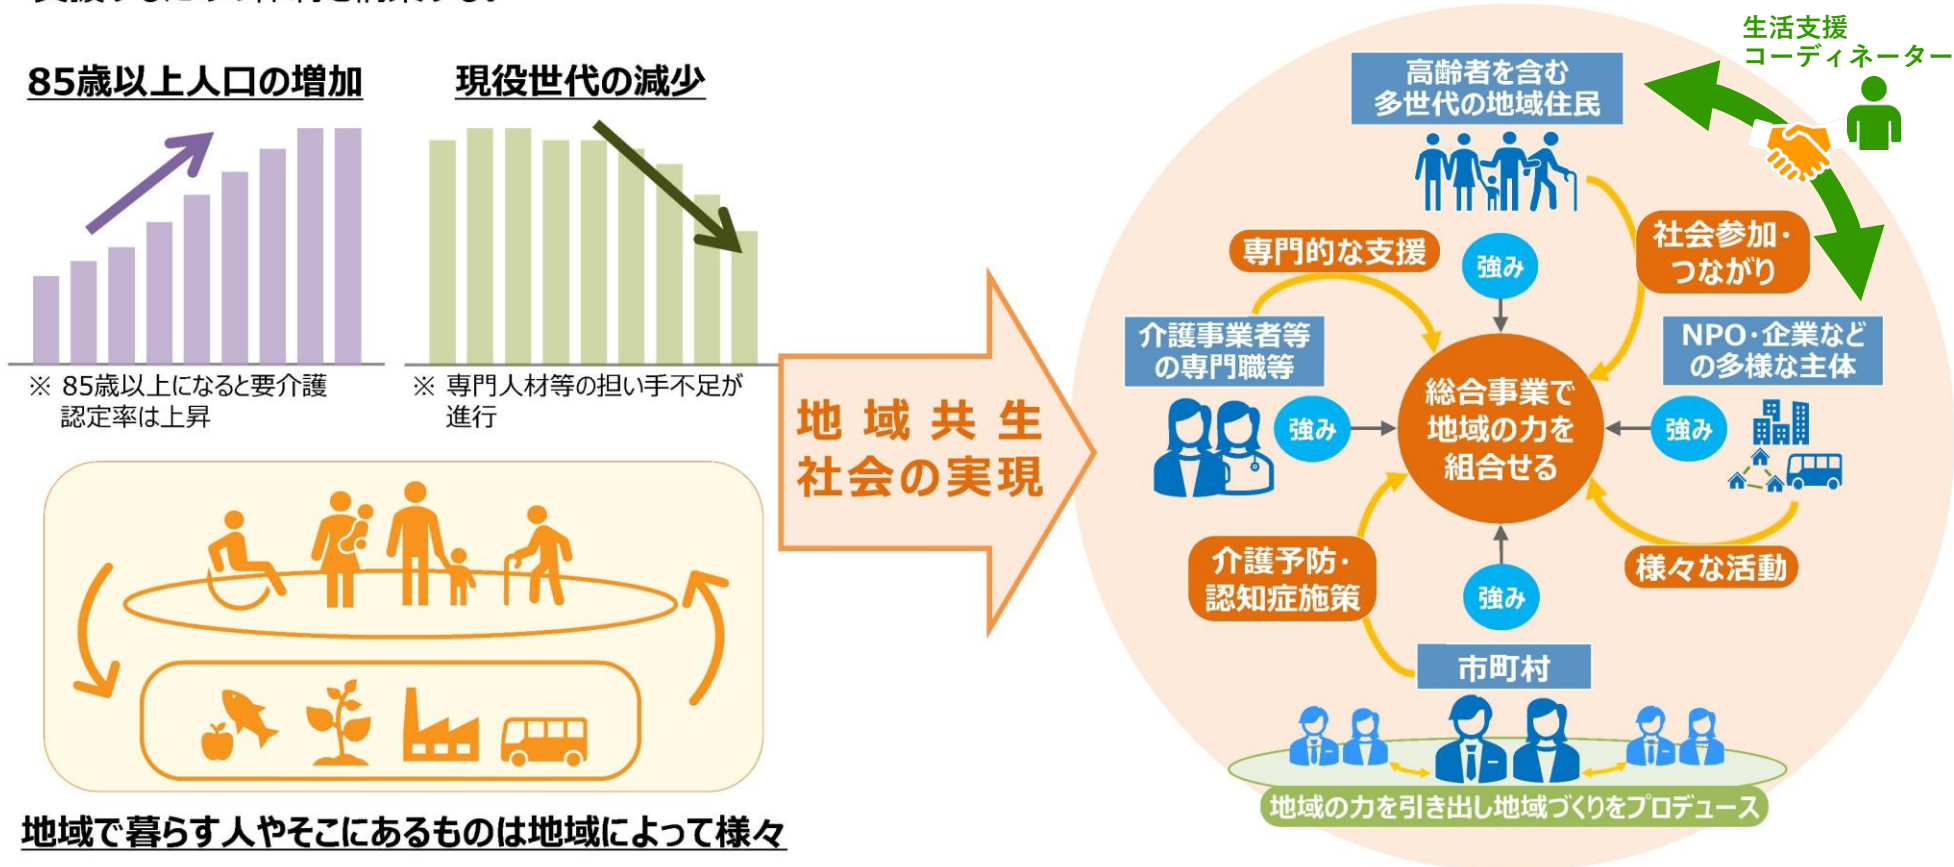 85歳以上人口の増加
現役世代の減少
※ 85歳以上になると要介護
認定率は上昇
※ 専門人材等の担い手不足が
進行
地域で暮らす人やそこにあるものは地域によって様々
地域共生
社会の実現
生活支援
コーディネーター
高齢者を含む
多世代の地域住民
専門的な支援
強み
社会参加・
つながり
介護事業者等
の専門職等
強み
総合事業で
地域の力を
組合せる
強み
NPO・企業など
の多様な主体
介護予防・
認知症施策
強み
様々な活動
市町村
地域の力を引き出し地域づくりをプロデュース